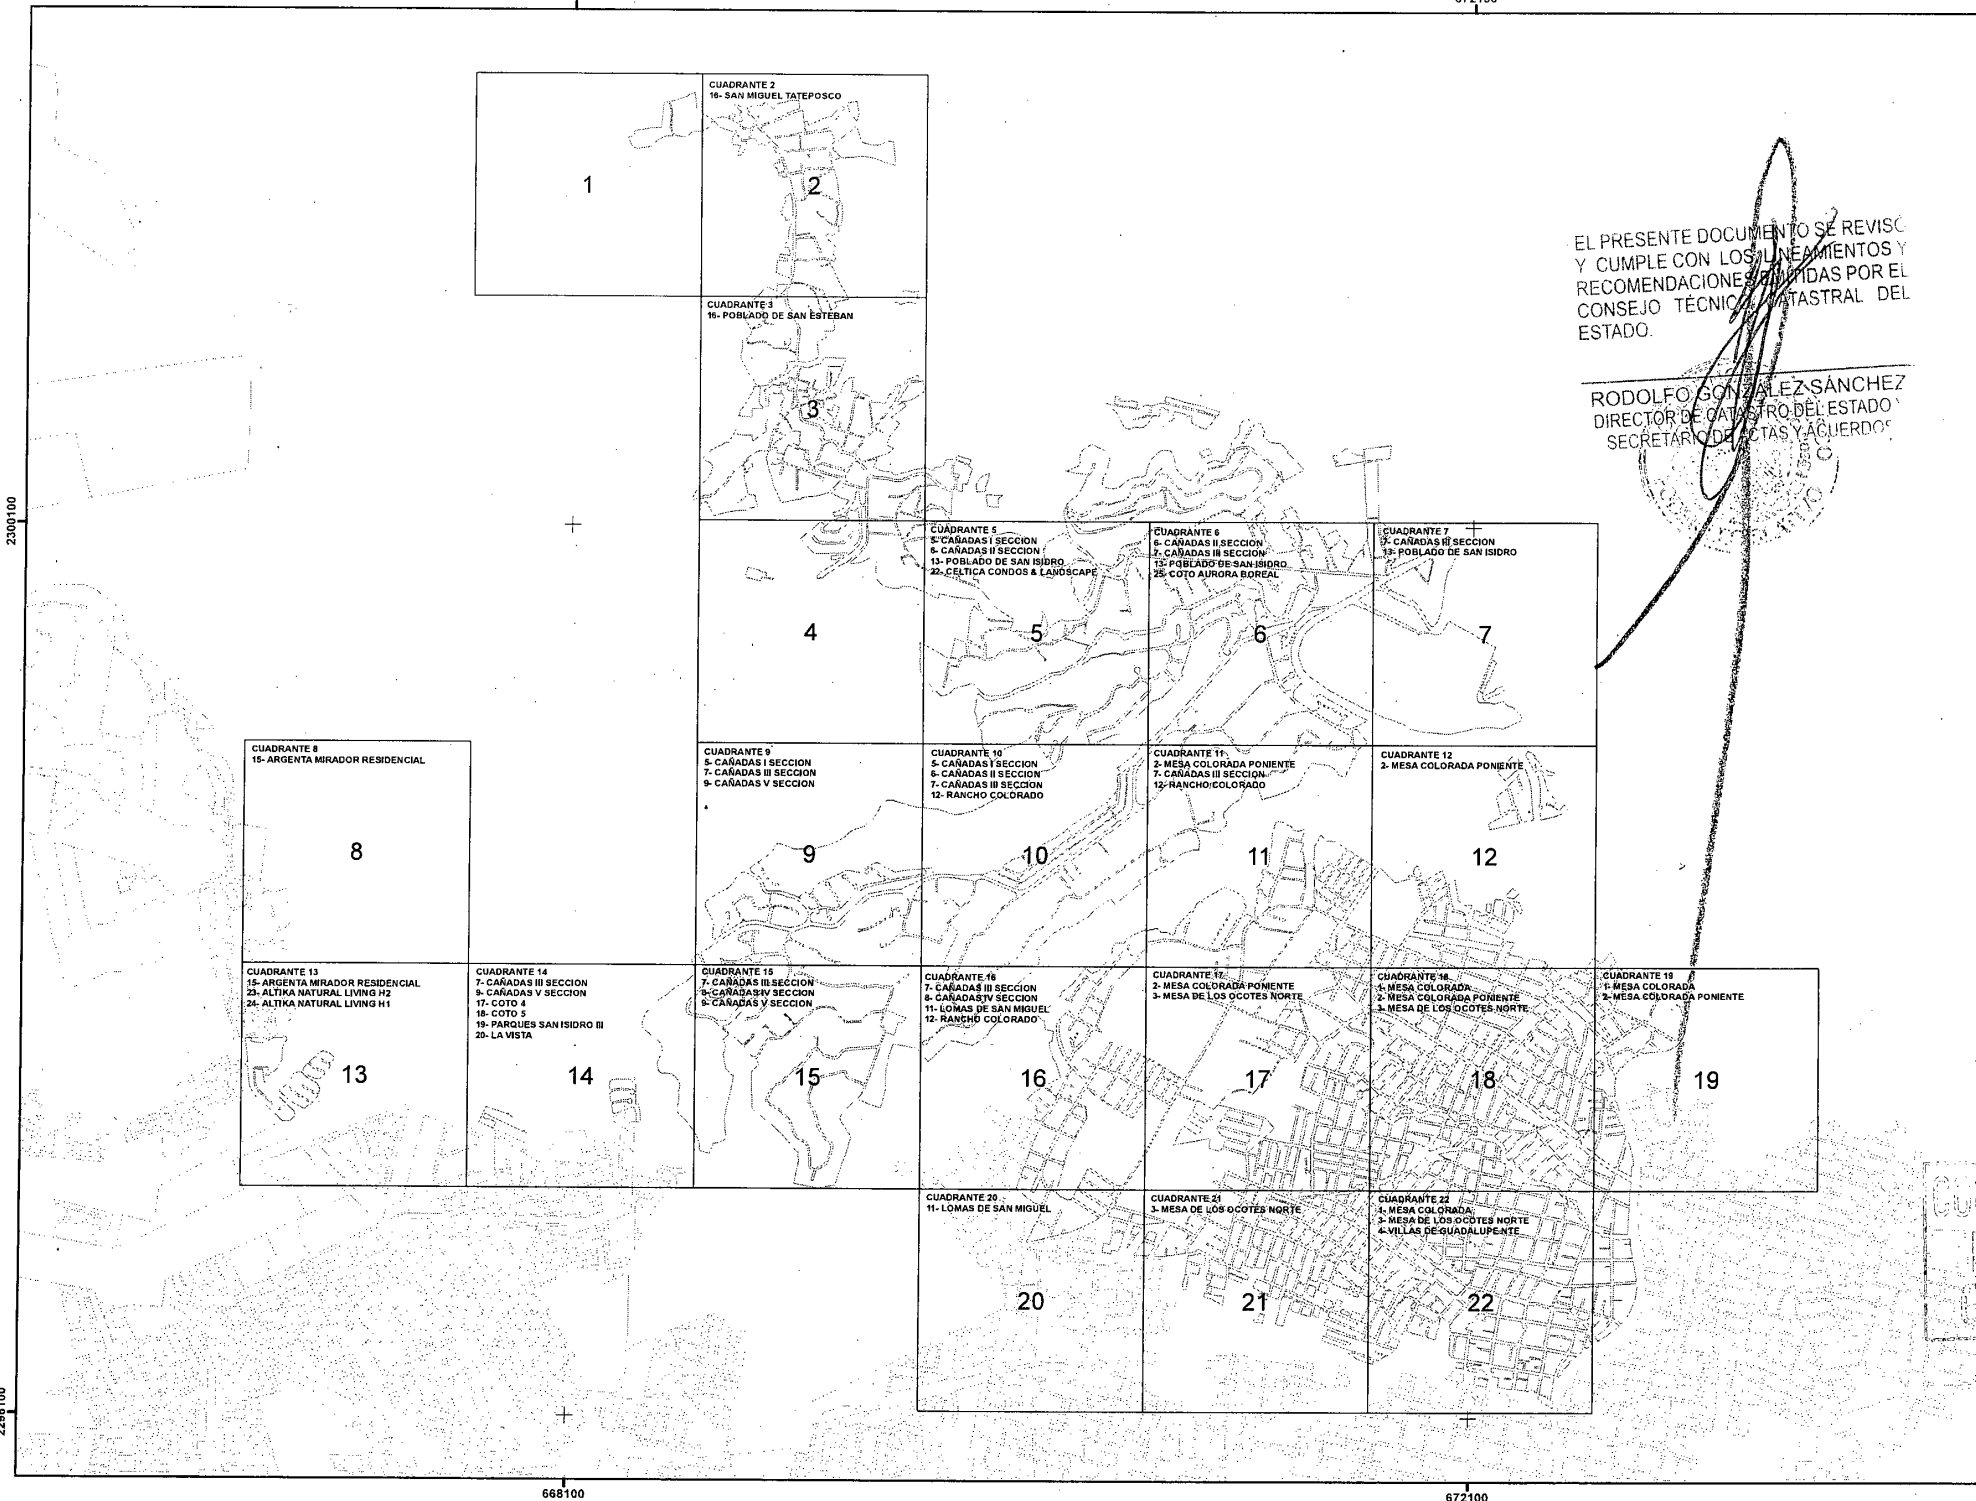 CUADRANTE 2
16- SAN MIGUEL TATEPOSCO
1
2
EL PRESENTE DOCUMENTO SE REVISC
Y CUMPLE CON LOS LINEAMIENTOS Y
RECOMENDACIONES EMITIDAS POR EL
CONSEJO TÉCNICO CATASTRAL DEL
ESTADO.
CUADRANTE 3
16- POBLADO DE SAN ESTEBAN
3
RODOLFO GONZÁLEZ SÁNCHEZ
DIRECTOR DE CATASTRO DEL ESTADO Y
SECRETARIO DE ACTAS Y ACUERDOS
2300100
4
CUADRANTE 5
5- CAÑADAS I SECCION
6- CAÑADAS II SECCION
13- POBLADO DE SAN ISIDRO
22- CELTICA CONDOS & LANDSCAPE
5
CUADRANTE 6
6- CAÑADAS II SECCION
7- CAÑADAS III SECCION
13- POBLADO DE SAN ISIDRO
25- COTO AURORA BOREAL
6
CUADRANTE 7
7- CAÑADAS III SECCION
13- POBLADO DE SAN ISIDRO
7
CUADRANTE 8
15- ARGENTA MIRADOR RESIDENCIAL
8
CUADRANTE 9
5- CAÑADAS I SECCION
7- CAÑADAS III SECCION
9- CAÑADAS V SECCION
9
CUADRANTE 10
5- CAÑADAS I SECCION
6- CAÑADAS II SECCION
7- CAÑADAS III SECCION
12- RANCHO COLORADO
10
CUADRANTE 11
2- MESA COLORADA PONIENTE
7- CAÑADAS III SECCION
12- RANCHO COLORADO
11
CUADRANTE 12
2- MESA COLORADA PONIENTE
12
CUADRANTE 13
15- ARGENTA MIRADOR RESIDENCIAL
23- ALTIKA NATURAL LIVING H2
24- ALTIKA NATURAL LIVING H1
13
CUADRANTE 14
7- CAÑADAS III SECCION
9- CAÑADAS V SECCION
17- COTO 4
18- COTO 5
19- PARQUES SAN ISIDRO III
20- LA VISTA
14
CUADRANTE 15
7- CAÑADAS III SECCION
8- CAÑADAS IV SECCION
9- CAÑADAS V SECCION
15
CUADRANTE 16
7- CAÑADAS III SECCION
8- CAÑADAS IV SECCION
11- LOMAS DE SAN MIGUEL
12- RANCHO COLORADO
16
CUADRANTE 17
2- MESA COLORADA PONIENTE
3- MESA DE LOS OCOTES NORTE
17
CUADRANTE 18
1- MESA COLORADA
2- MESA COLORADA PONIENTE
3- MESA DE LOS OCOTES NORTE
18
CUADRANTE 19
1- MESA COLORADA
2- MESA COLORADA PONIENTE
19
CUADRANTE 20
11- LOMAS DE SAN MIGUEL
20
CUADRANTE 21
3- MESA DE LOS OCOTES NORTE
21
CUADRANTE 22
1- MESA COLORADA
3- MESA DE LOS OCOTES NORTE
4- VILLAS DE GUADALUPE NTE
22
668100
672100